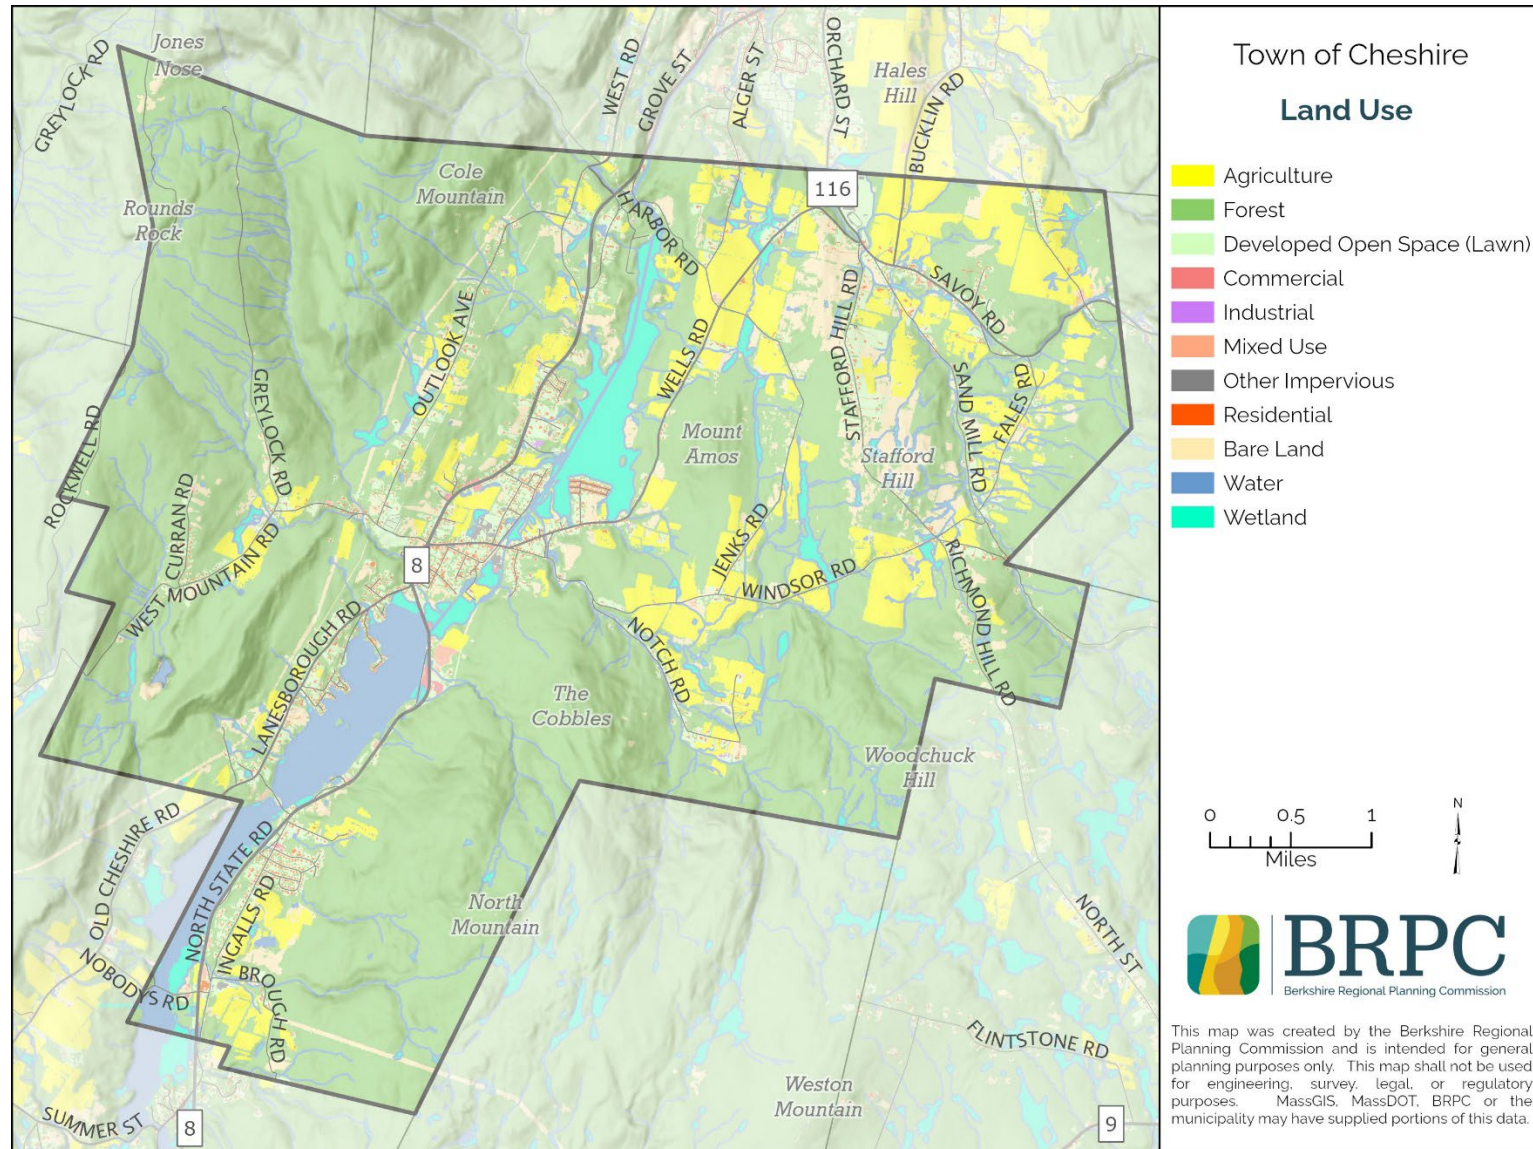 Town of Cheshire
Land Use
Agriculture
Forest
Developed Open Space (Lawn)
Commercial
Industrial
Mixed Use
Other Impervious
Residential
Bare Land
Water
Wetland
0 0.5 1
Miles
N
BRPC
Berkshire Regional Planning Commission
This map was created by the Berkshire Regional
Planning Commission and is intended for general
planning purposes only. This map shall not be used
for engineering, survey, legal, or regulatory
purposes. MassGIS, MassDOT, BRPC or the
municipality may have supplied portions of this data.
Jones
Nose
GREYLOCK RD
WEST RD
GROVE ST
ALGER ST
ORCHARD ST
Hales
Hill
BUCKLIN RD
Cole
Mountain
116
Rounds
Rock
HARBOR RD
SAVOY RD
OUTLOOK AVE
WELLS RD
STAFFORD HILL RD
SAND MILL RD
FALES RD
GREYLOCK RD
ROCKWELL RD
Mount
Amos
Stafford
Hill
CURRAN RD
WEST MOUNTAIN RD
8
JENKS RD
WINDSOR RD
RICHMOND HILL RD
LANESBOROUGH RD
NOTCH RD
The
Cobbles
Woodchuck
Hill
OLD CHESHIRE RD
NORTH STATE RD
INGALLS RD
North
Mountain
NORTH ST
NOBODYS RD
BROUGH RD
FLINTSTONE RD
Weston
Mountain
SUMMER ST
8
9